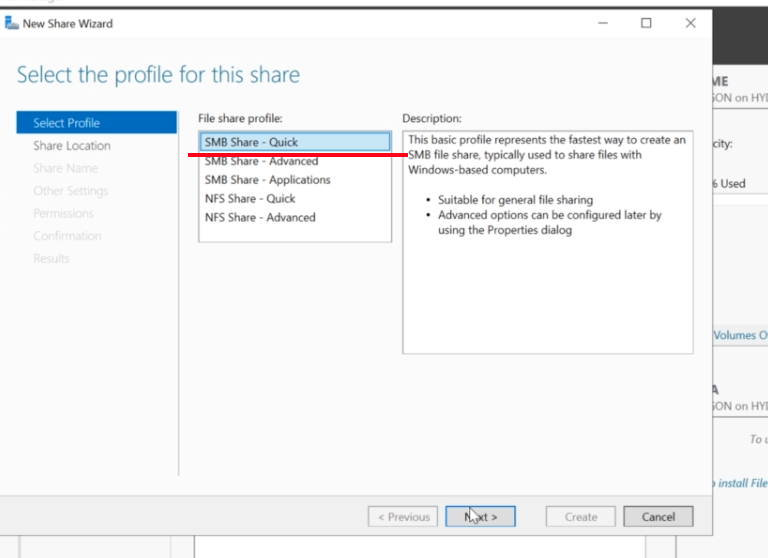 New Share Wizard
Select the profile for this share
Select Profile
Share Location
Share Name
Other Settings
Permissions
Confirmation
Results
File share profile:
SMB Share - Quick
SMB Share - Advanced
SMB Share - Applications
NFS Share - Quick
NFS Share - Advanced
Description:
This basic profile represents the fastest way to create an
SMB file share, typically used to share files with
Windows-based computers.
• Suitable for general file sharing
• Advanced options can be configured later by
using the Properties dialog
< Previous
Next >
Create
Cancel
ME
SON on HYD
city:
% Used
Volumes O
A
SON on HYD
To u
install File